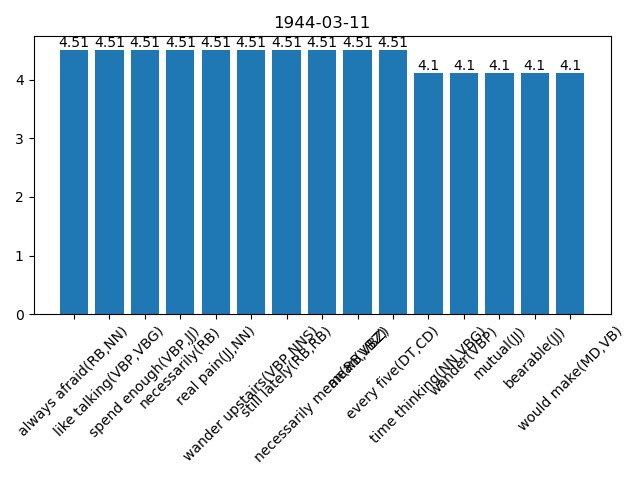 1944-03-11
4.51 4.51 4.51 4.51 4.51 4.51 4.51 4.51 4.51 4.51 4.1 4.1 4.1 4.1 4.1
4
3
2
1
0
always afraid(RB,NN)
like talking(VBP,VBG)
spend enough(VBP,JJ)
necessarily(RB)
real pain(JJ,NN)
wander upstairs(VBP,NNS)
still lately(RB,RB)
necessarily
every five(DT,CD)
time thinking(NN,VBG)
wander(VBP)
mutual(JJ)
bearable(JJ)
would make(MD,VB)